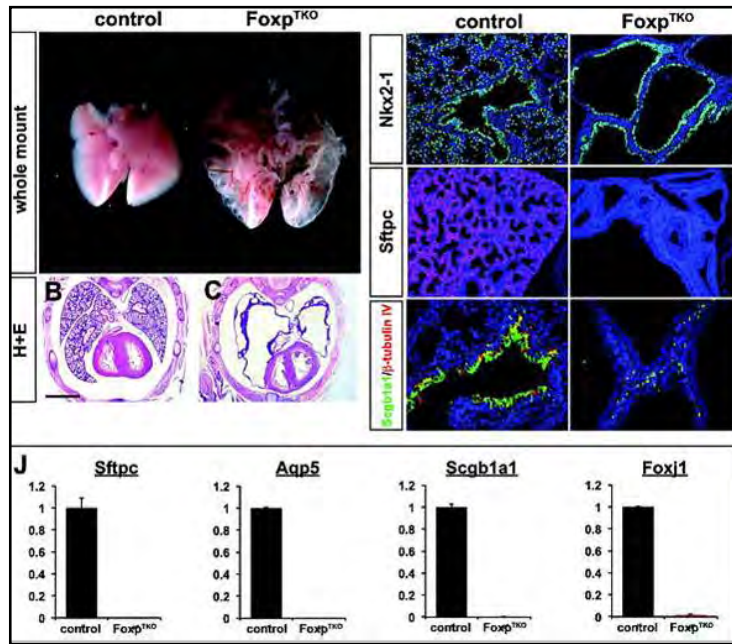 control Foxp^TKO
whole mount
H+E
B
C
control Foxp^TKO
Nkx2-1
Sftpc
Scgb1a1/β-tubulin IV
J
Sftpc
1.2
1
0.8
0.6
0.4
0.2
0
control Foxp^TKO
Aqp5
1.2
1
0.8
0.6
0.4
0.2
0
control Foxp^TKO
Scgb1a1
1.2
1
0.8
0.6
0.4
0.2
0
control Foxp^TKO
Foxj1
1.2
1
0.8
0.6
0.4
0.2
0
control Foxp^TKO